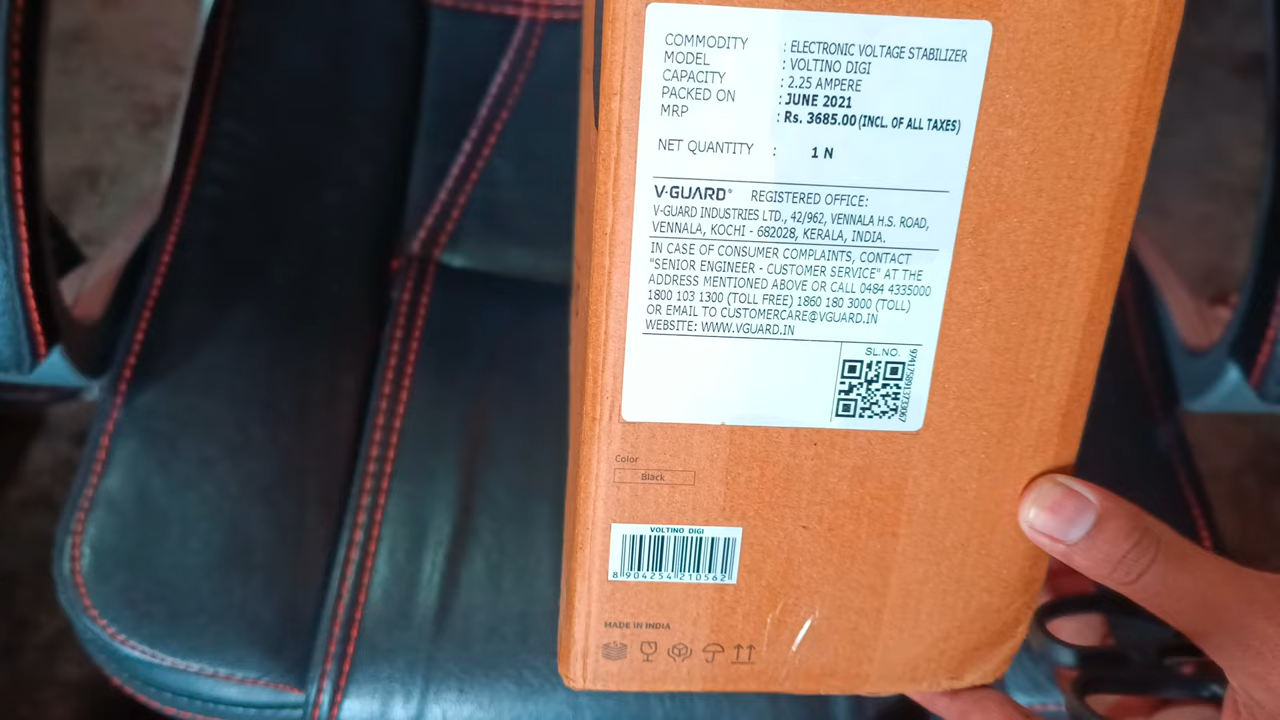 COMMODITY : ELECTRONIC VOLTAGE STABILIZER
MODEL : VOLTINO DIGI
CAPACITY : 2.25 AMPERE
PACKED ON : JUNE 2021
MRP : Rs. 3685.00 (INCL. OF ALL TAXES)
NET QUANTITY : 1 N
V-GUARD® REGISTERED OFFICE:
V-GUARD INDUSTRIES LTD., 42/962, VENNALA H.S. ROAD,
VENNALA, KOCHI - 682028, KERALA, INDIA.
IN CASE OF CONSUMER COMPLAINTS, CONTACT
"SENIOR ENGINEER - CUSTOMER SERVICE" AT THE
ADDRESS MENTIONED ABOVE OR CALL 0484 4335000
1800 103 1300 (TOLL FREE) 1860 180 3000 (TOLL)
OR EMAIL TO CUSTOMERCARE@VGUARD.IN
WEBSITE: WWW.VGUARD.IN
SL.NO.
Color
Black
VOLTINO DIGI
8 904254 210562
MADE IN INDIA